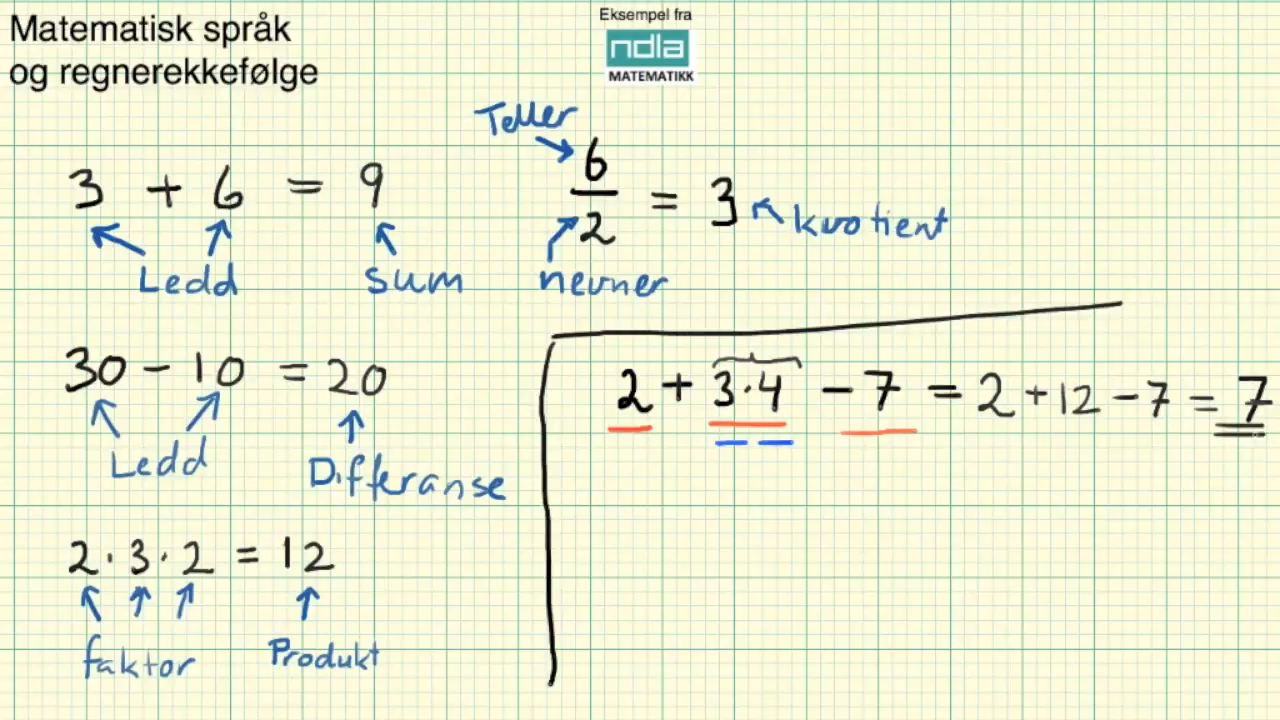 Matematisk språk
og regnerekkefølge
Eksempel fra
ndla
MATEMATIKK
3 + 6 = 9
Ledd
sum
Teller
6
2
= 3
kvotient
nevner
30 - 10 = 20
Ledd
Differanse
2 · 3 · 2 = 12
faktor
Produkt
2 + 3 · 4 - 7 = 2 + 12 - 7 = 7